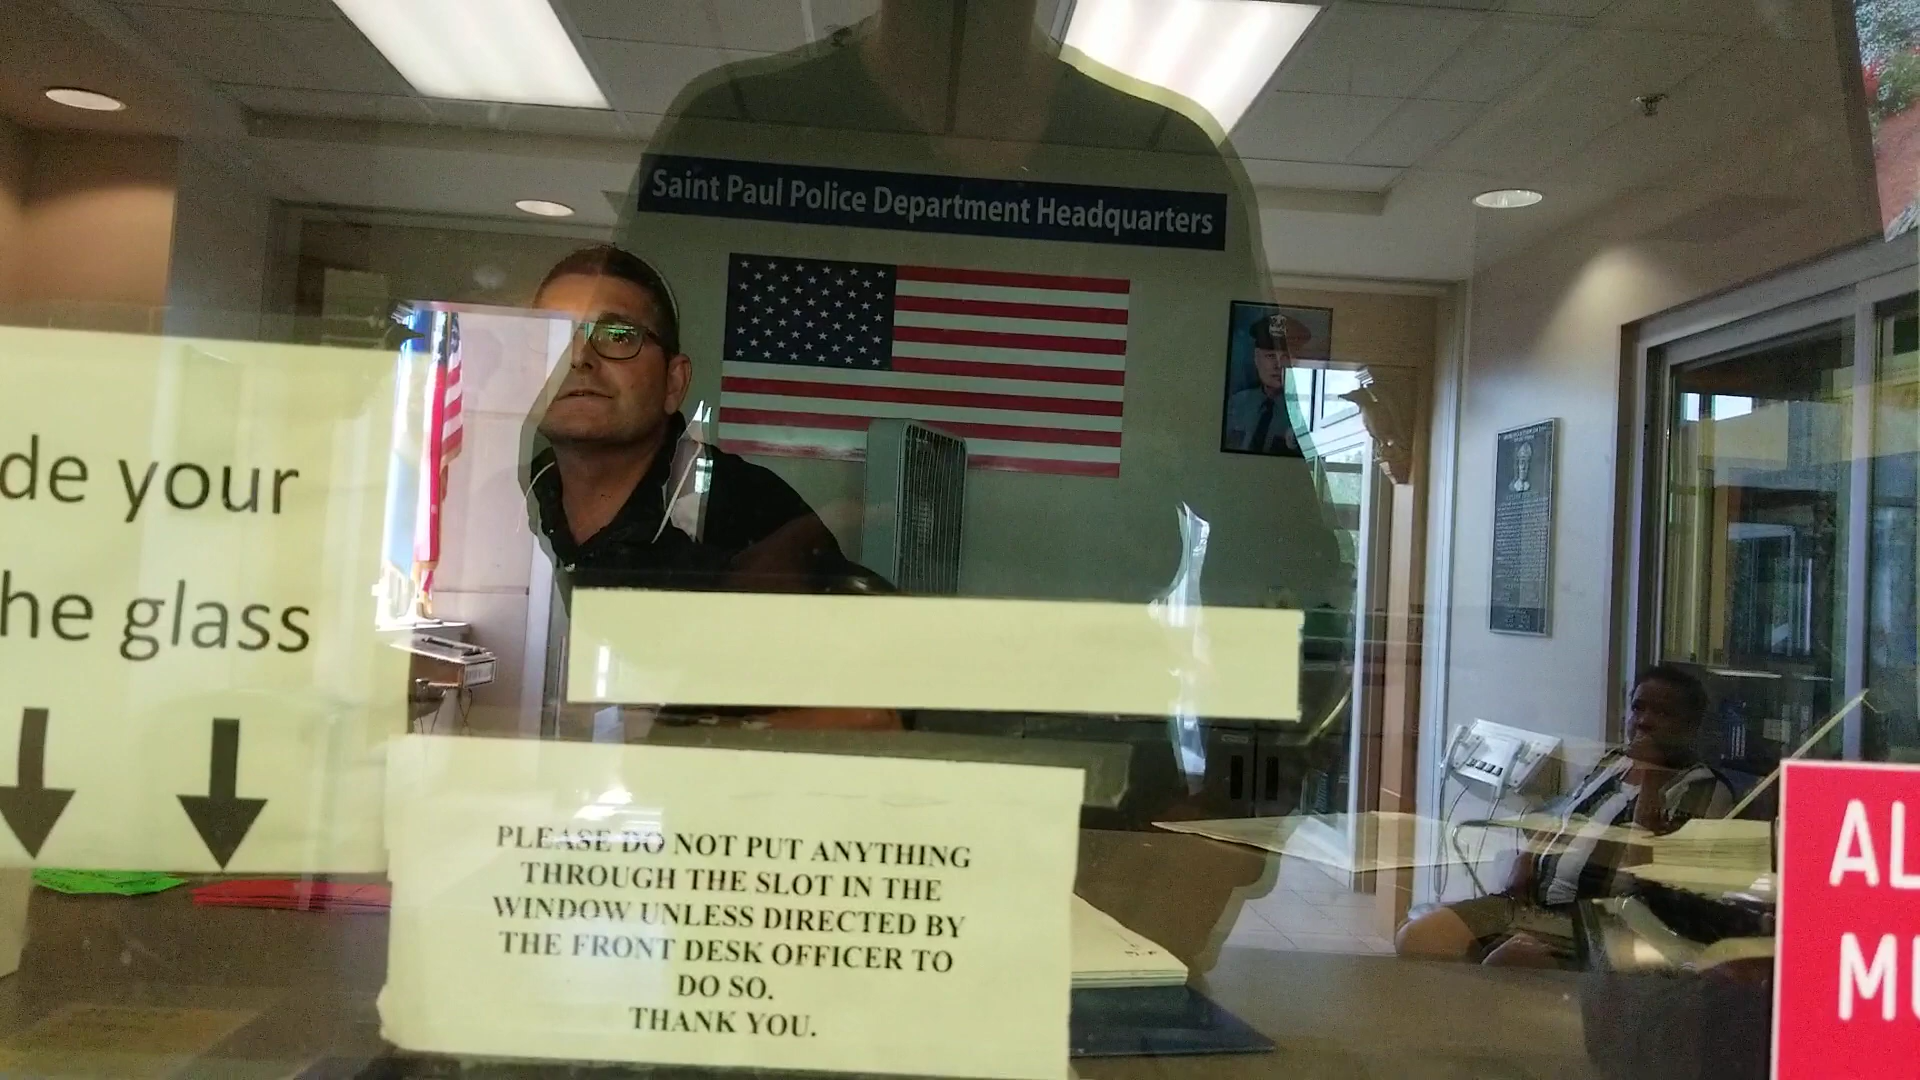 Saint Paul Police Department Headquarters
de your
he glass
PLEASE DO NOT PUT ANYTHING
THROUGH THE SLOT IN THE
WINDOW UNLESS DIRECTED BY
THE FRONT DESK OFFICER TO
DO SO.
THANK YOU.
AL
MU